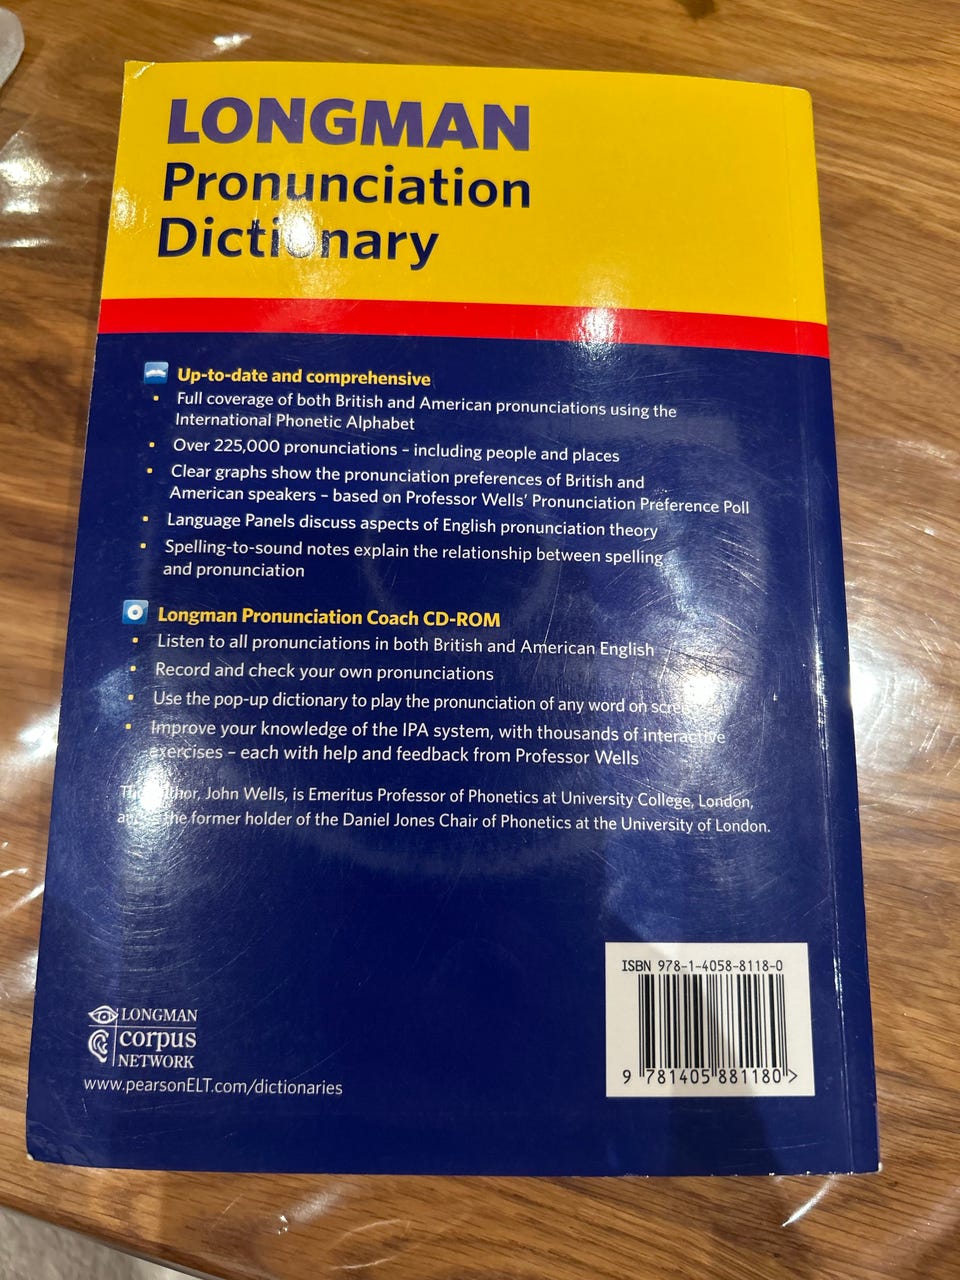 LONGMAN
Pronunciation
Dictionary
Up-to-date and comprehensive
• Full coverage of both British and American pronunciations using the
International Phonetic Alphabet
• Over 225,000 pronunciations – including people and places
• Clear graphs show the pronunciation preferences of British and
American speakers – based on Professor Wells' Pronunciation Preference Poll
• Language Panels discuss aspects of English pronunciation theory
• Spelling-to-sound notes explain the relationship between spelling
and pronunciation
Longman Pronunciation Coach CD-ROM
• Listen to all pronunciations in both British and American English
• Record and check your own pronunciations
• Use the pop-up dictionary to play the pronunciation of any word on
• Improve your knowledge of the IPA system, with thousands of interactive
exercises – each with help and feedback from Professor Wells
John Wells, is Emeritus Professor of Phonetics at University College, London,
the former holder of the Daniel Jones Chair of Phonetics at the University of London.
ISBN 978-1-4058-8118-0
9 781405 881180 >
LONGMAN
corpus
NETWORK
www.pearsonELT.com/dictionaries